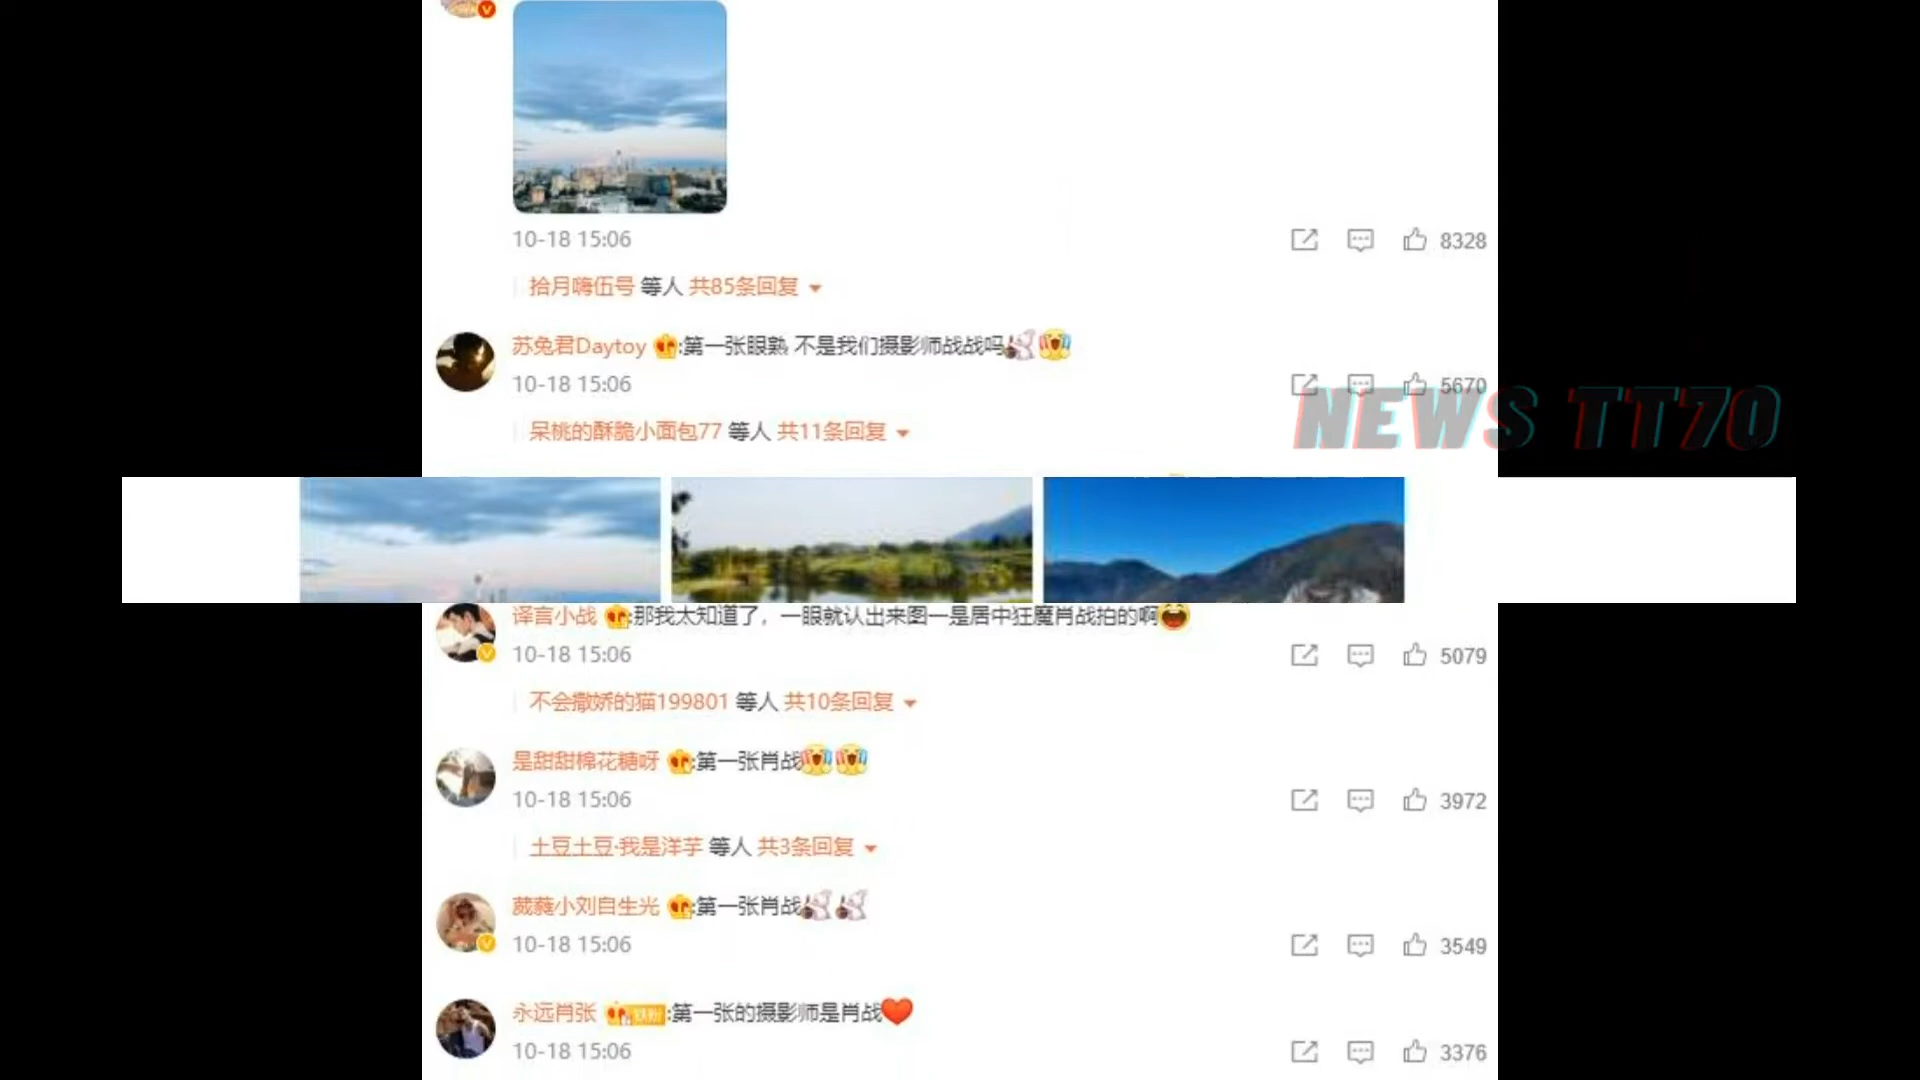 10-18 15:06
8328
拾月嗨伍号 等人 共85条回复
苏兔君Daytoy :第一张眼熟 不是我们摄影师战战吗
10-18 15:06
5670
NEWS TT70
呆桃的酥脆小面包77 等人 共11条回复
译言小战 :那我太知道了，一眼就认出来图一是居中狂魔肖战拍的啊
10-18 15:06
5079
不会撒娇的猫199801 等人 共10条回复
是甜甜棉花糖呀 :第一张肖战
10-18 15:06
3972
土豆土豆·我是洋芋 等人 共3条回复
葳蕤小刘自生光 :第一张肖战
10-18 15:06
3549
永远肖张 :第一张的摄影师是肖战
10-18 15:06
3376